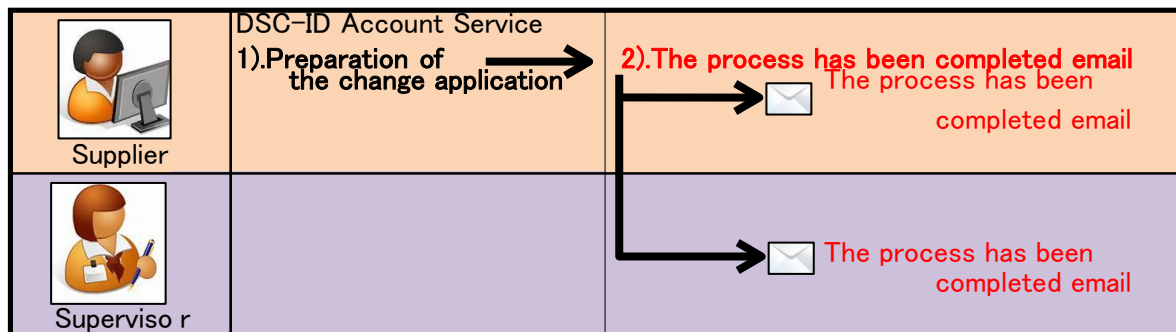 DSC-ID Account Service
1).Preparation of
the change application
2).The process has been completed email
The process has been
completed email
Supplier
The process has been
completed email
Superviso r